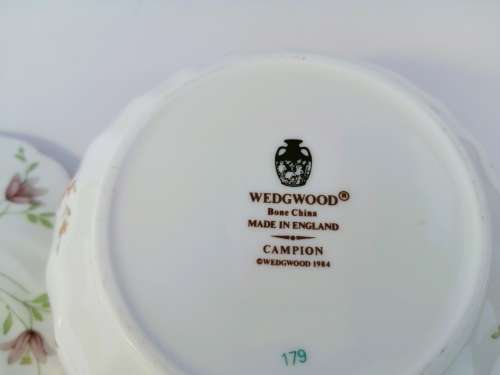 WEDGWOOD®
Bone China
MADE IN ENGLAND
CAMPION
©WEDGWOOD 1984
179